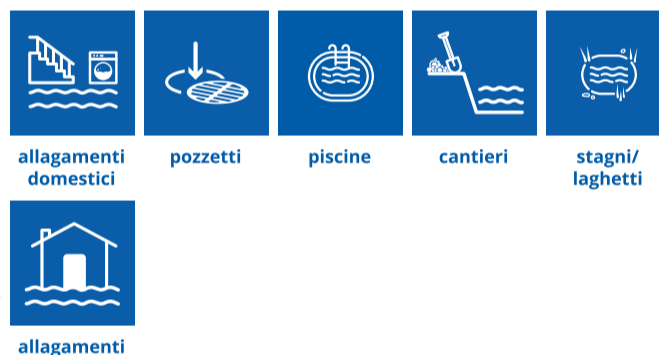 allagamenti
domestici
pozzetti
piscine
cantieri
stagni/
laghetti
allagamenti